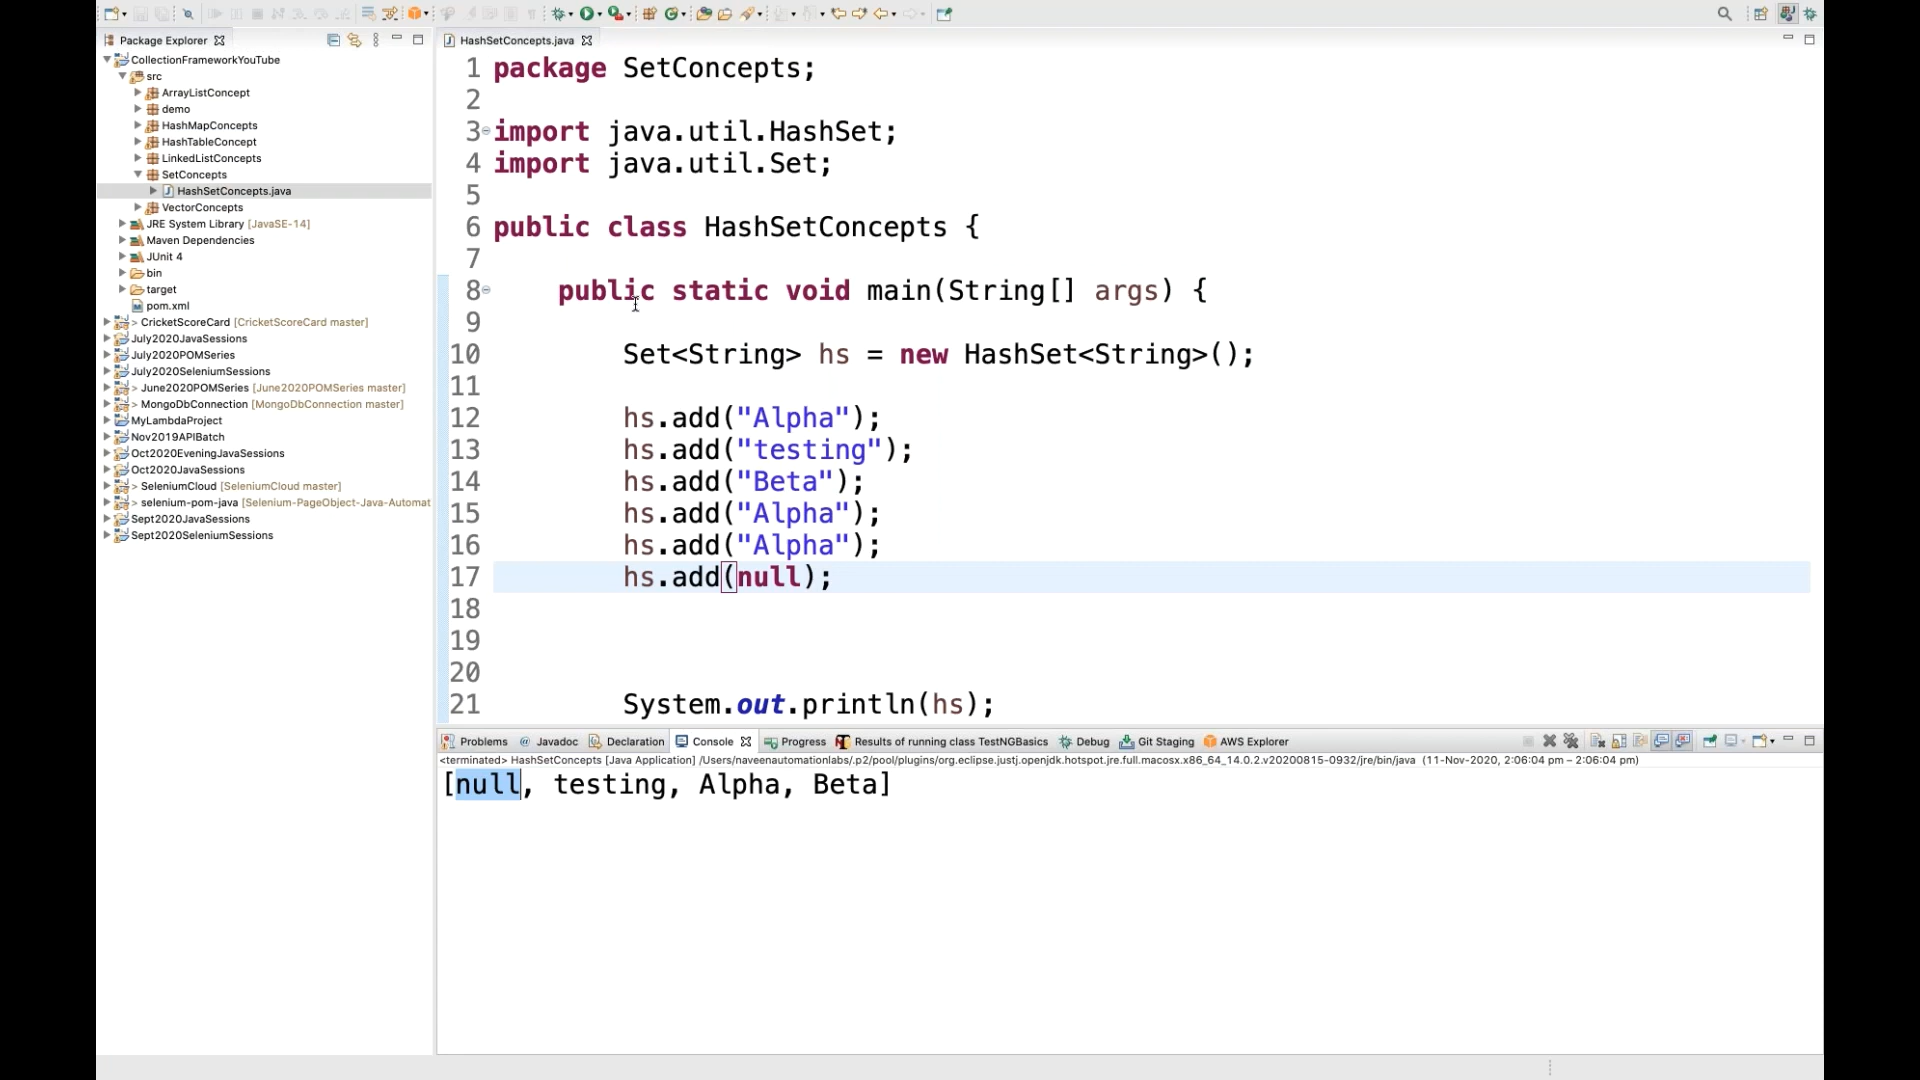 Package Explorer
CollectionFrameworkYouTube
src
ArrayListConcept
demo
HashMapConcepts
HashTableConcept
LinkedListConcepts
SetConcepts
HashSetConcepts.java
VectorConcepts
JRE System Library [JavaSE-14]
Maven Dependencies
JUnit 4
bin
target
pom.xml
> CricketScoreCard [CricketScoreCard master]
July2020JavaSessions
July2020POMSeries
July2020SeleniumSessions
> June2020POMSeries [June2020POMSeries master]
> MongoDbConnection [MongoDbConnection master]
MyLambdaProject
Nov2019APIBatch
Oct2020EveningJavaSessions
Oct2020JavaSessions
> SeleniumCloud [SeleniumCloud master]
> selenium-pom-java [Selenium-PageObject-Java-Automat
Sept2020JavaSessions
Sept2020SeleniumSessions
HashSetConcepts.java
1 package SetConcepts;
2
3 import java.util.HashSet;
4 import java.util.Set;
5
6 public class HashSetConcepts {
7
8 public static void main(String[] args) {
9
10 Set<String> hs = new HashSet<String>();
11
12 hs.add("Alpha");
13 hs.add("testing");
14 hs.add("Beta");
15 hs.add("Alpha");
16 hs.add("Alpha");
17 hs.add(null);
18
19
20
21 System.out.println(hs);
Problems @ Javadoc Declaration Console Progress Results of running class TestNGBasics Debug Git Staging AWS Explorer
<terminated> HashSetConcepts [Java Application] /Users/naveenautomationlabs/.p2/pool/plugins/org.eclipse.justj.openjdk.hotspot.jre.full.macosx.x86_64_14.0.2.v20200815-0932/jre/bin/java (11-Nov-2020, 2:06:04 pm – 2:06:04 pm)
[null, testing, Alpha, Beta]